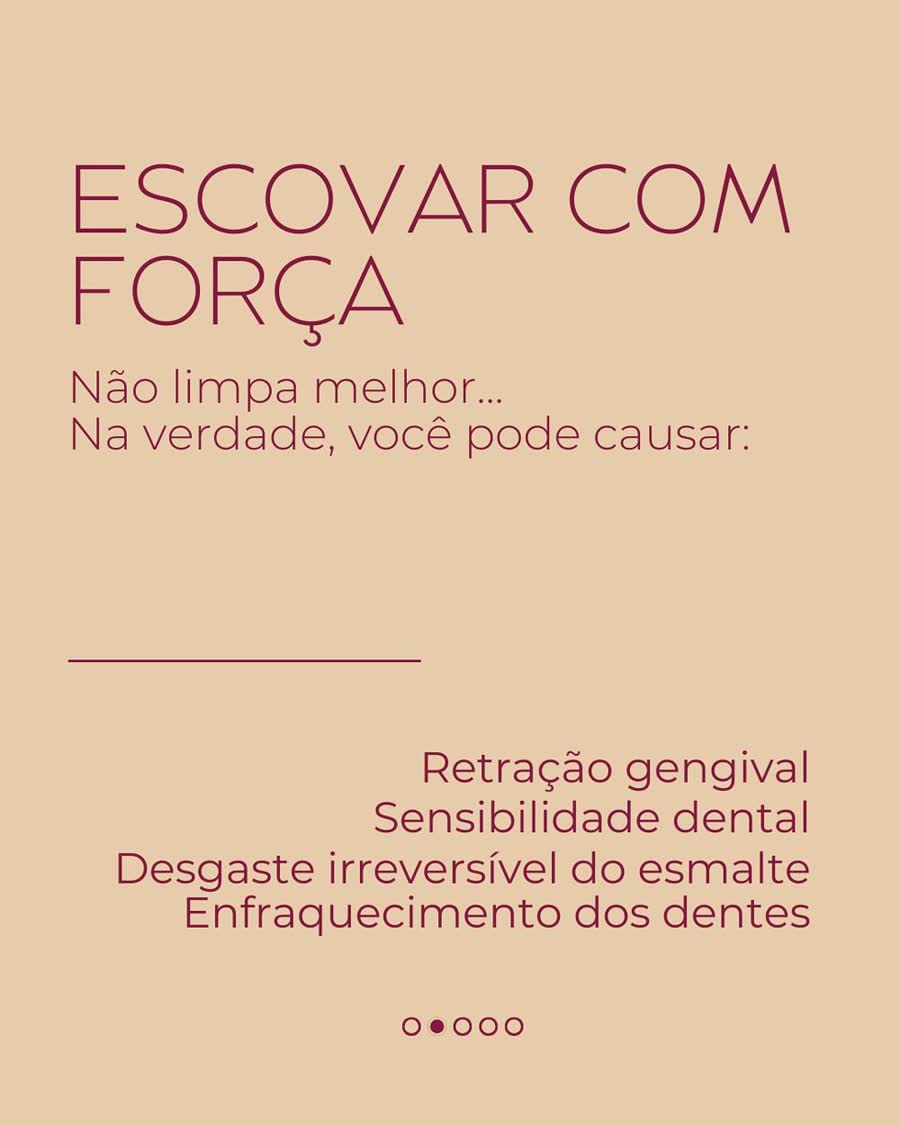 ESCOVAR COM
FORÇA
Não limpa melhor...
Na verdade, você pode causar:
Retração gengival
Sensibilidade dental
Desgaste irreversível do esmalte
Enfraquecimento dos dentes